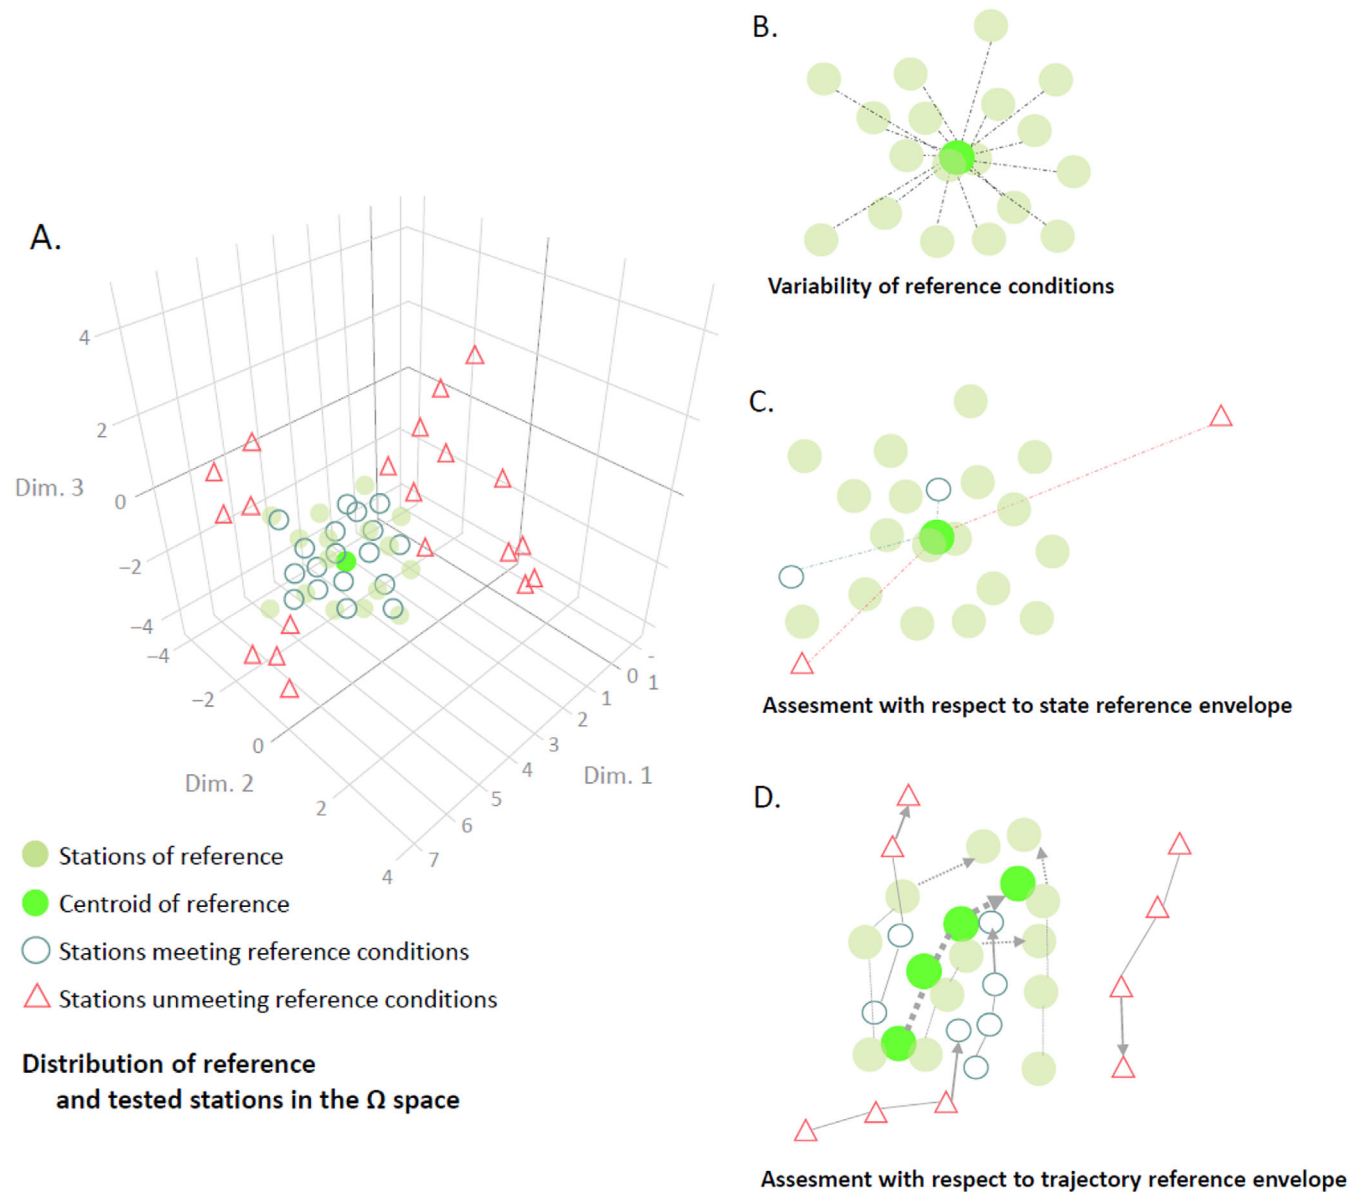 A.
4
2
Dim. 3
0
−2
−4
−4
−2
0
Dim. 2
2
4
7
6
5
4
3
2
1
0
-
1
Dim. 1
Stations of reference
Centroid of reference
Stations meeting reference conditions
Stations unmeeting reference conditions
Distribution of reference
and tested stations in the Ω space
B.
Variability of reference conditions
C.
Assesment with respect to state reference envelope
D.
Assesment with respect to trajectory reference envelope